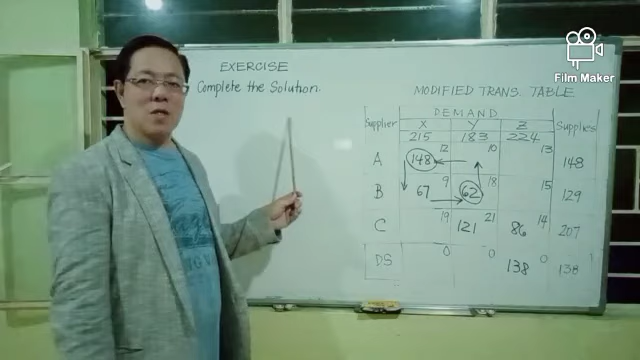 EXERCISE
Complete the Solution.
Film Maker
MODIFIED TRANS. TABLE
DEMAND
Supplier X Y Z Supplies
215 183 224
12 10 13
A 148 148
9 18 15
B 67 62 129
19 21 14
C 121 86 207
0 0 0
DS 138 138